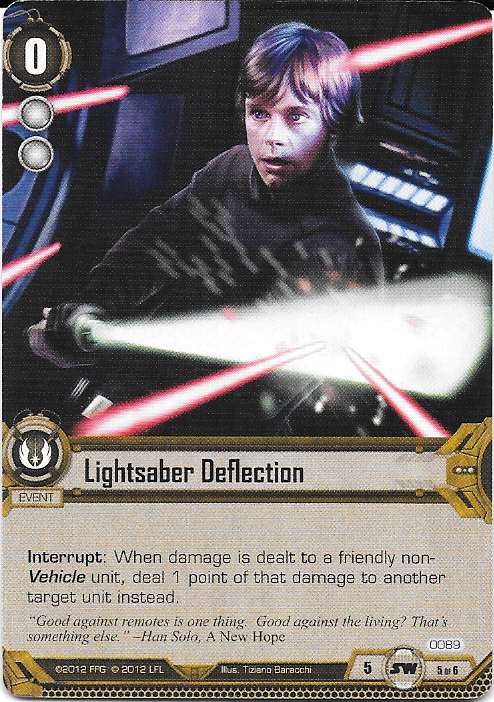 0
Lightsaber Deflection
EVENT
Interrupt: When damage is dealt to a friendly non-
Vehicle unit, deal 1 point of that damage to another
target unit instead.
"Good against remotes is one thing.  Good against the living? That's
something else." –Han Solo, A New Hope
0089
©2012 FFG © 2012 LFL
Illus. Tiziano Baracchi
5
SW
5 of 6